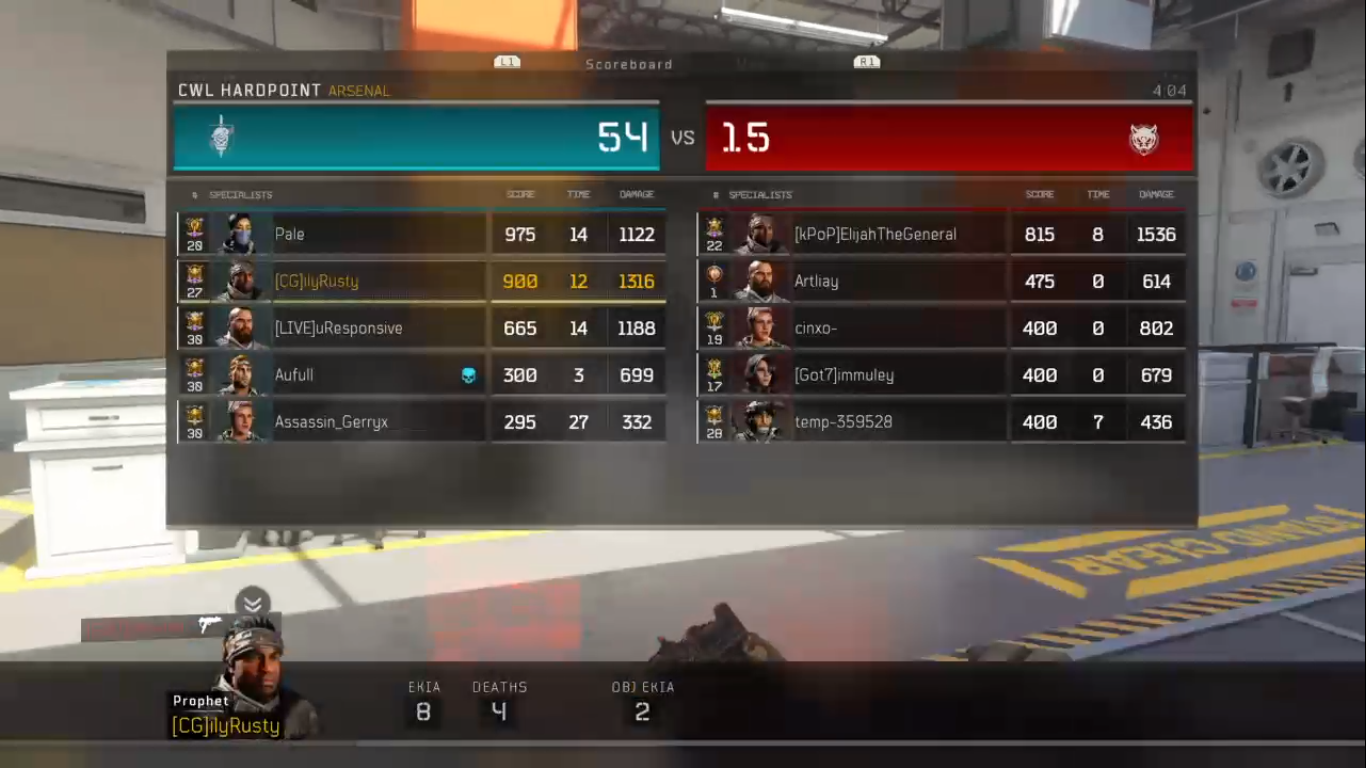 L1 Scoreboard R1
CWL HARDPOINT ARSENAL 4:04
54 VS 15
SPECIALISTS SCORE TIME DAMAGE
20 Pale 975 14 1122
27 [CG]ilyRusty 900 12 1316
30 [LIVE]uResponsive 665 14 1188
30 Aufull 300 3 699
30 Assassin_Gerryx 295 27 332
SPECIALISTS SCORE TIME DAMAGE
22 [kPoP]ElijahTheGeneral 815 8 1536
1 Artliay 475 0 614
19 cinxo- 400 0 802
17 [Got7]immuley 400 0 679
28 temp-359528 400 7 436
STAND CLEAR
Prophet
[CG]ilyRusty
EKIA DEATHS OBJ EKIA
8 4 2